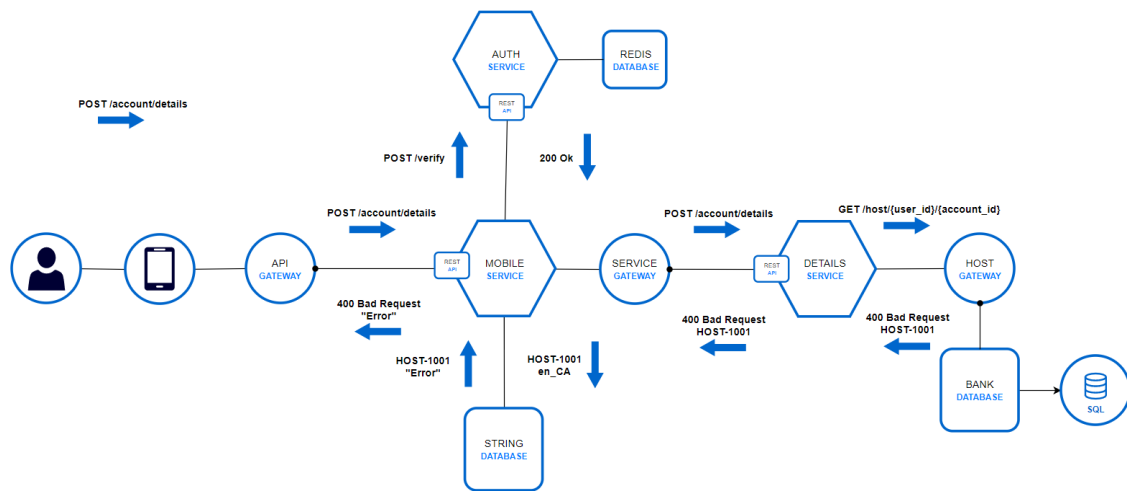 AUTH
SERVICE
REDIS
DATABASE
REST
API
POST /account/details
POST /verify
200 Ok
POST /account/details
POST /account/details
GET /host/{user_id}/{account_id}
API
GATEWAY
REST
API
MOBILE
SERVICE
SERVICE
GATEWAY
REST
API
DETAILS
SERVICE
HOST
GATEWAY
400 Bad Request
"Error"
400 Bad Request
HOST-1001
400 Bad Request
HOST-1001
HOST-1001
"Error"
HOST-1001
en_CA
BANK
DATABASE
SQL
STRING
DATABASE